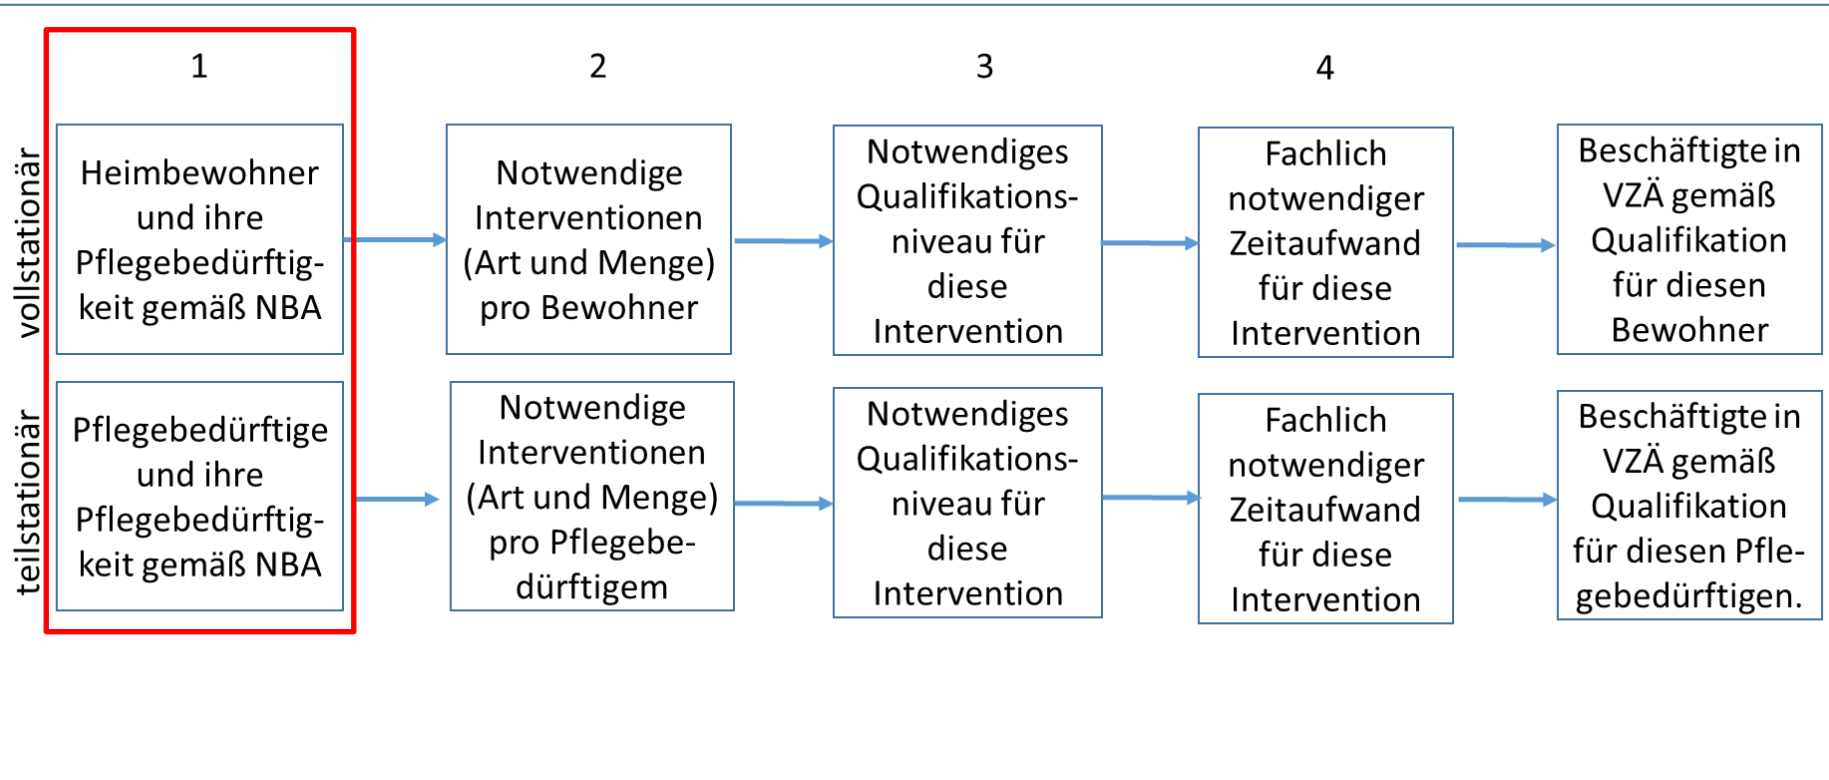 1
2
3
4
vollstationär
Heimbewohner
und ihre
Pflegebedürftig-
keit gemäß NBA
Notwendige
Interventionen
(Art und Menge)
pro Bewohner
Notwendiges
Qualifikations-
niveau für
diese
Intervention
Fachlich
notwendiger
Zeitaufwand
für diese
Intervention
Beschäftigte in
VZÄ gemäß
Qualifikation
für diesen
Bewohner
teilstationär
Pflegebedürftige
und ihre
Pflegebedürftig-
keit gemäß NBA
Notwendige
Interventionen
(Art und Menge)
pro Pflegebe-
dürftigem
Notwendiges
Qualifikations-
niveau für
diese
Intervention
Fachlich
notwendiger
Zeitaufwand
für diese
Intervention
Beschäftigte in
VZÄ gemäß
Qualifikation
für diesen Pfle-
gebedürftigen.